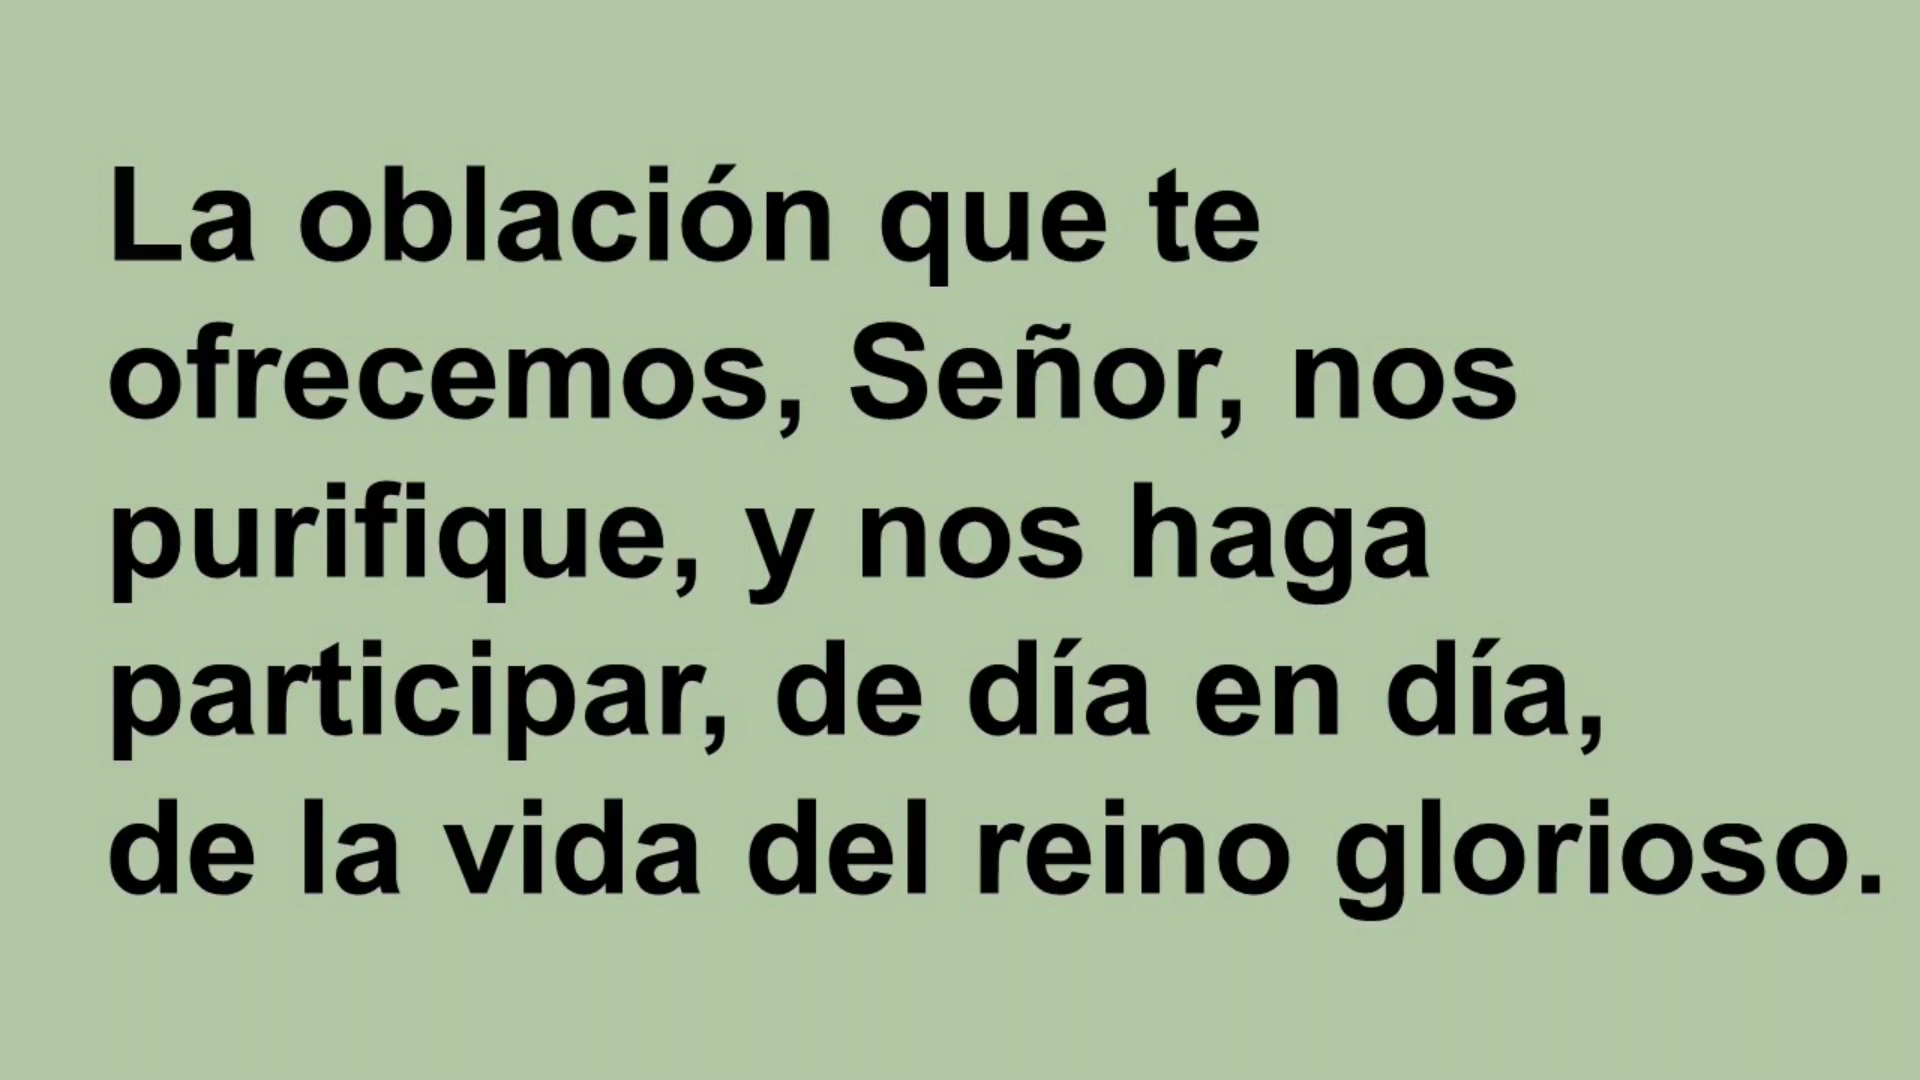 La oblación que te
ofrecemos, Señor, nos
purifique, y nos haga
participar, de día en día,
de la vida del reino glorioso.